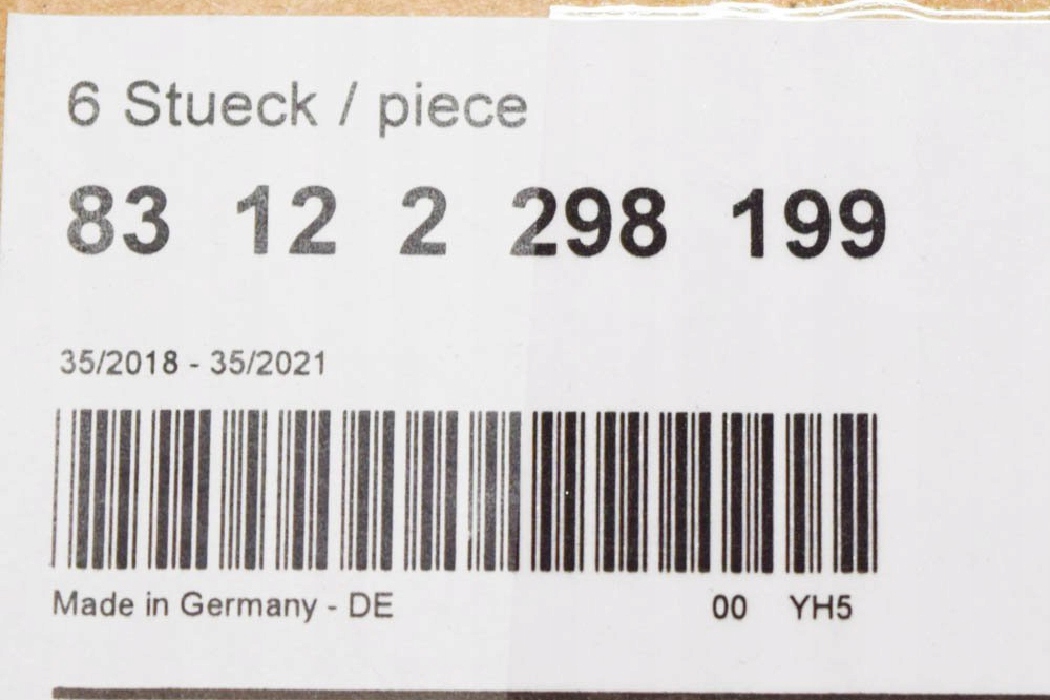 6 Stueck / piece
83 12 2 298 199
35/2018 - 35/2021
Made in Germany - DE 00 YH5